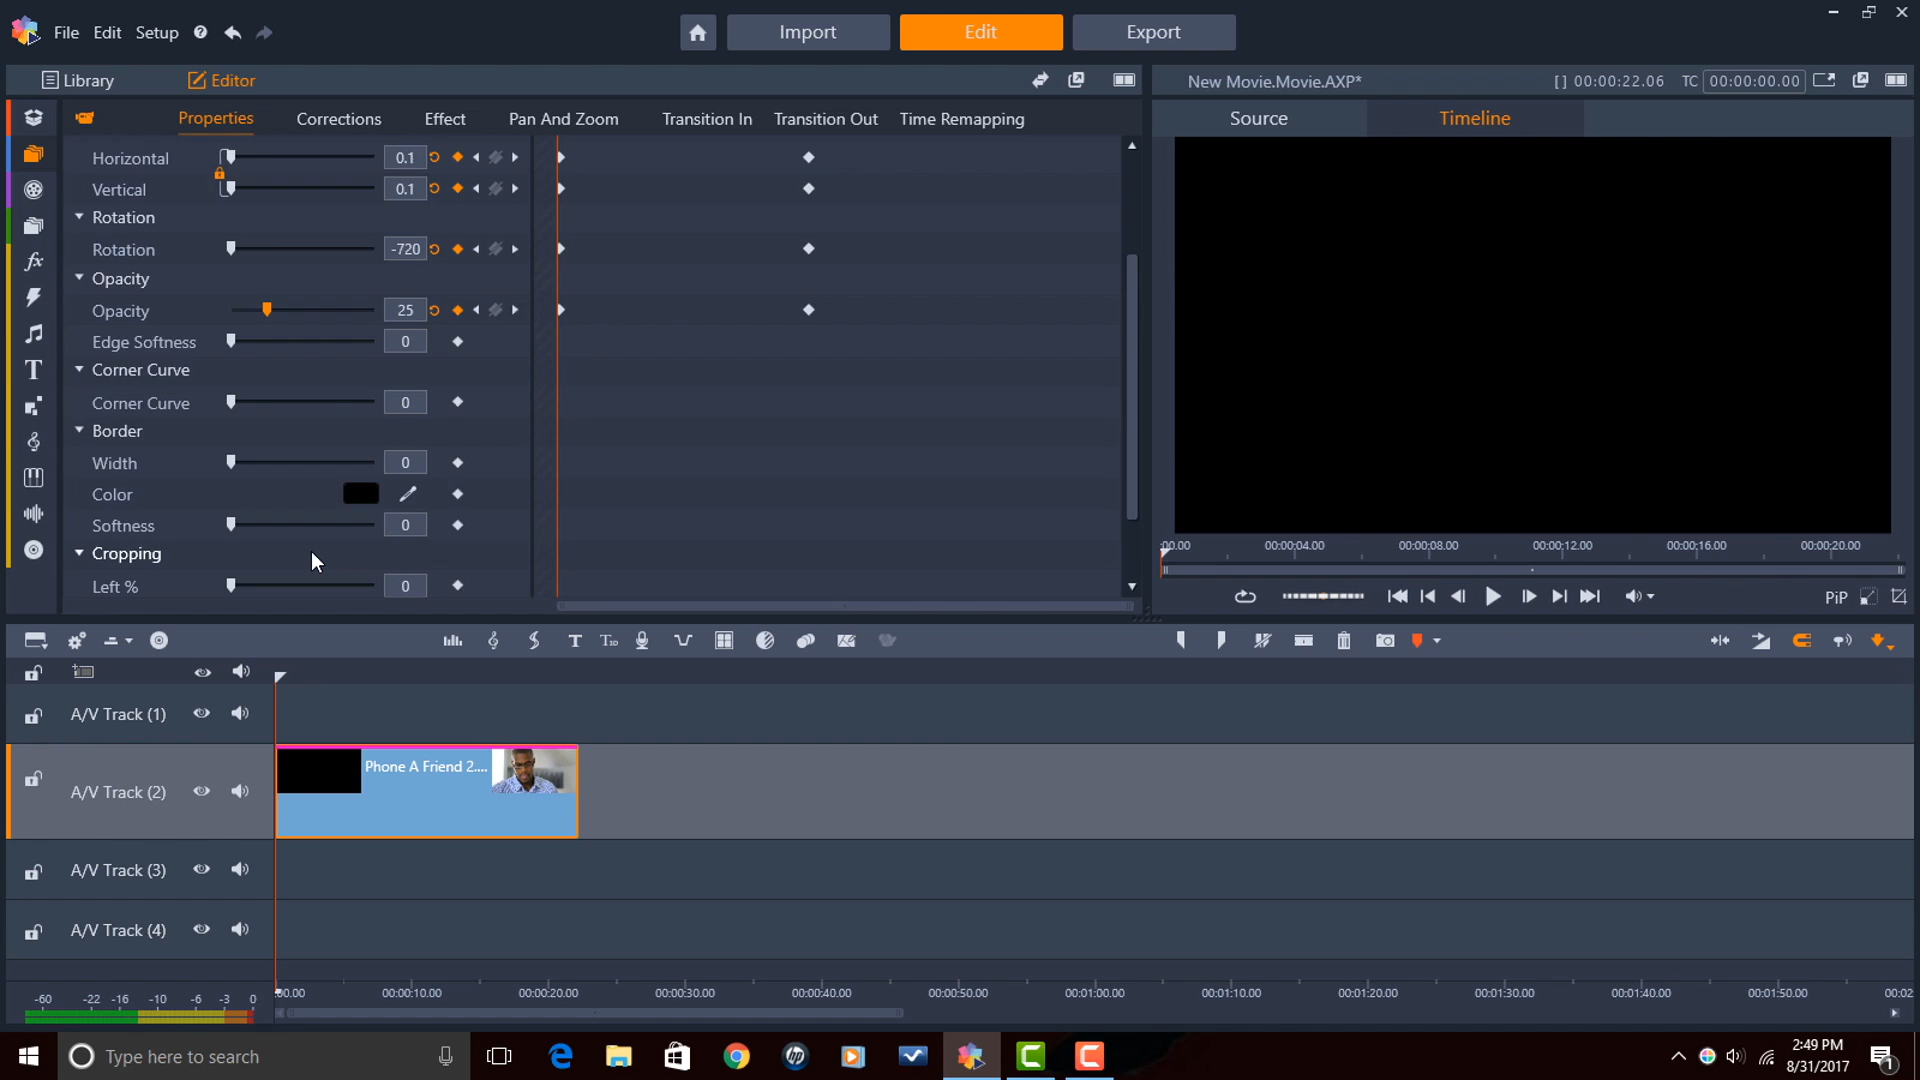 File Edit Setup
Import Edit Export
Library Editor
New Movie.Movie.AXP* [] 00:00:22.06 TC 00:00:00.00
Properties Corrections Effect Pan And Zoom Transition In Transition Out Time Remapping
Source Timeline
Horizontal 0.1
Vertical 0.1
Rotation
Rotation -720
Opacity
Opacity 25
Edge Softness 0
Corner Curve
Corner Curve 0
Border
Width 0
Color
Softness 0
Cropping
Left % 0
:00.00 00:00:04.00 00:00:08.00 00:00:12.00 00:00:16.00 00:00:20.00
PiP
A/V Track (1)
Phone A Friend 2....
A/V Track (2)
A/V Track (3)
A/V Track (4)
:00.00 00:00:10.00 00:00:20.00 00:00:30.00 00:00:40.00 00:00:50.00 00:01:00.00 00:01:10.00 00:01:20.00 00:01:30.00 00:01:40.00 00:01:50.00 00:02
-60 -22 -16 -10 -6 -3 0
Type here to search
2:49 PM
8/31/2017
1